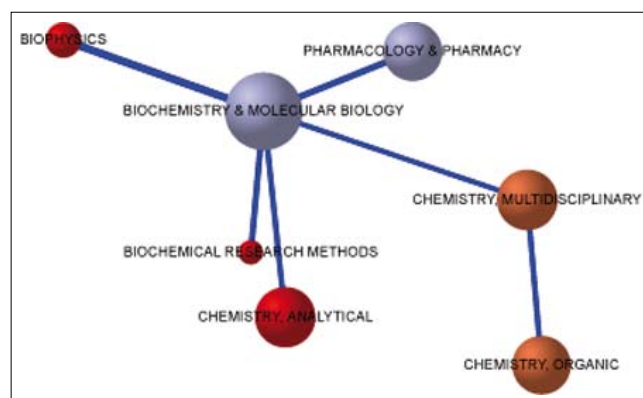 BIOPHYSICS
PHARMACOLOGY & PHARMACY
BIOCHEMISTRY & MOLECULAR BIOLOGY
CHEMISTRY, MULTIDISCIPLINARY
BIOCHEMICAL RESEARCH METHODS
CHEMISTRY, ANALYTICAL
CHEMISTRY, ORGANIC